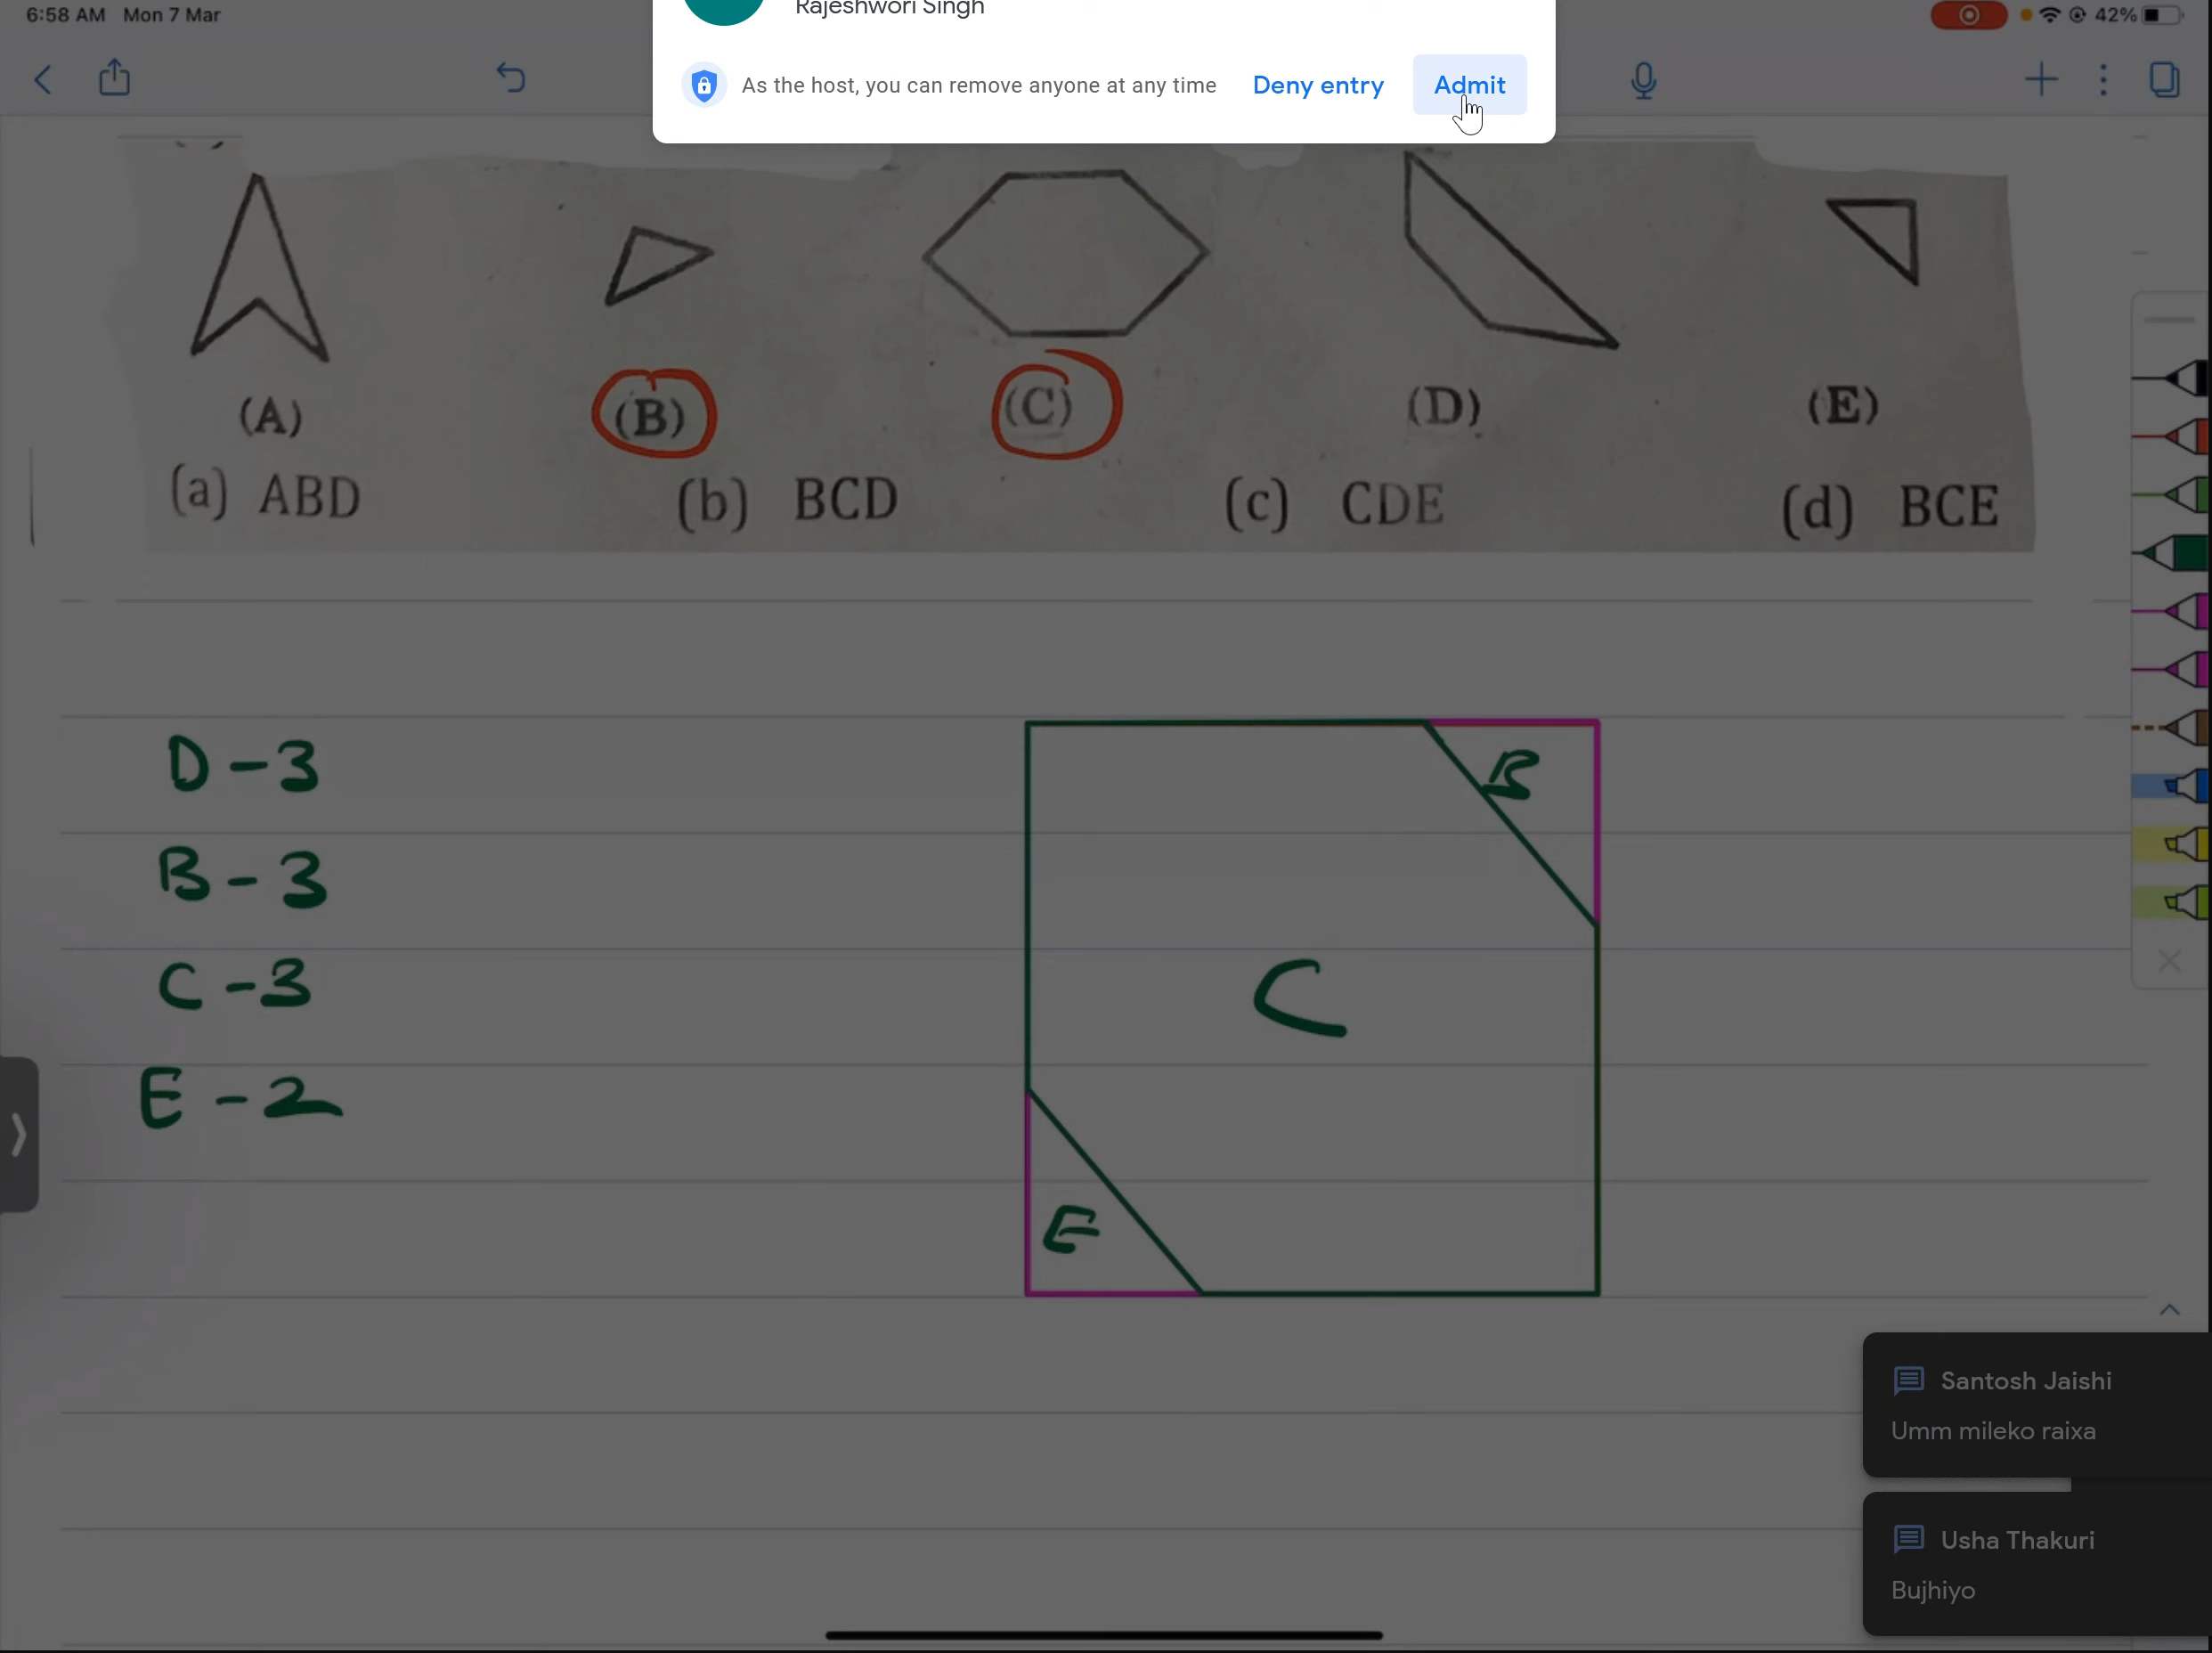 6:58 AM Mon 7 Mar
42%
Rajeshwori Singh
As the host, you can remove anyone at any time
Deny entry
Admit
(A) (B) (C) (D) (E)
(a) ABD (b) BCD (c) CDE (d) BCE
D - 3
B - 3
C - 3
E - 2
B
C
E
Santosh Jaishi
Umm mileko raixa
Usha Thakuri
Bujhiyo